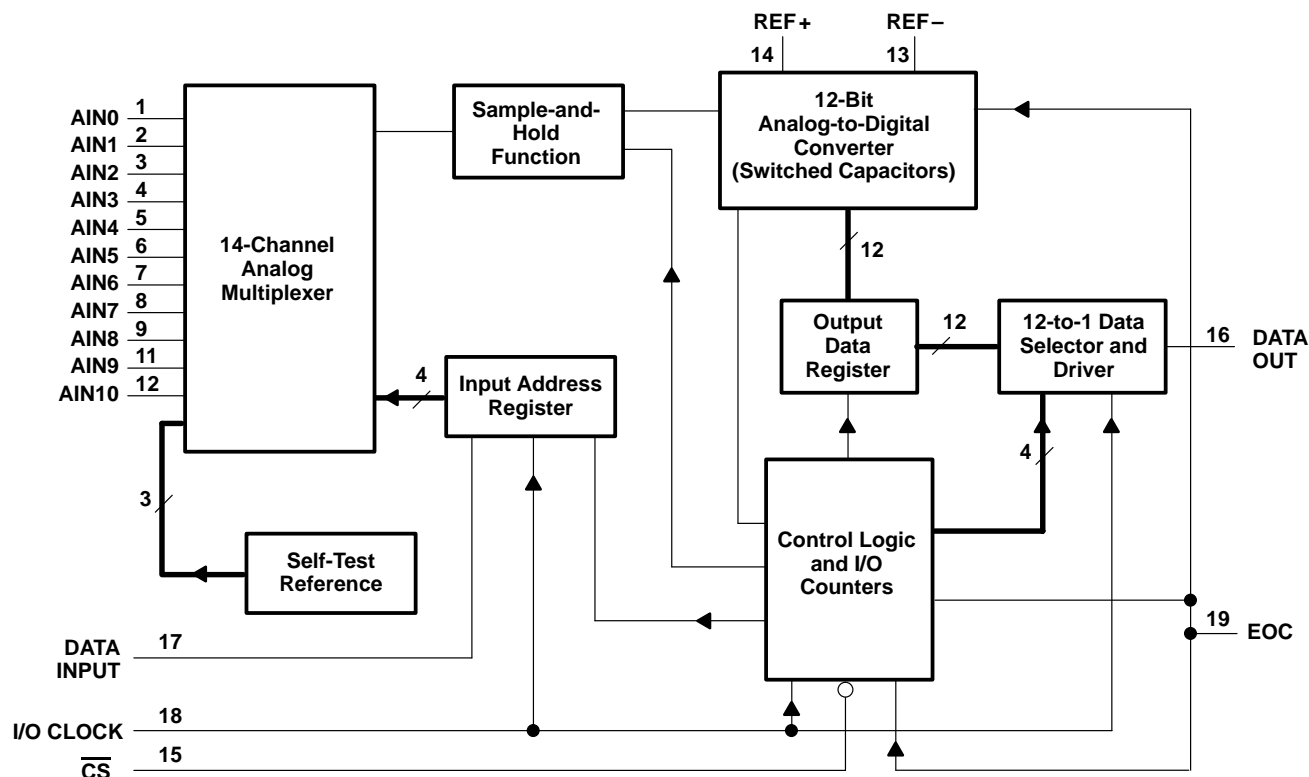 REF+
REF–
14
13
12-Bit
Analog-to-Digital
Converter
(Switched Capacitors)
Sample-and-
Hold
Function
14-Channel
Analog
Multiplexer
AIN0
1
AIN1
2
AIN2
3
AIN3
4
AIN4
5
AIN5
6
AIN6
7
AIN7
8
AIN8
9
AIN9
11
AIN10
12
12
Output
Data
Register
12
12-to-1 Data
Selector and
Driver
16
DATA
OUT
4
Input Address
Register
4
3
Self-Test
Reference
Control Logic
and I/O
Counters
19
EOC
DATA
INPUT
17
I/O CLOCK
18
CS
15